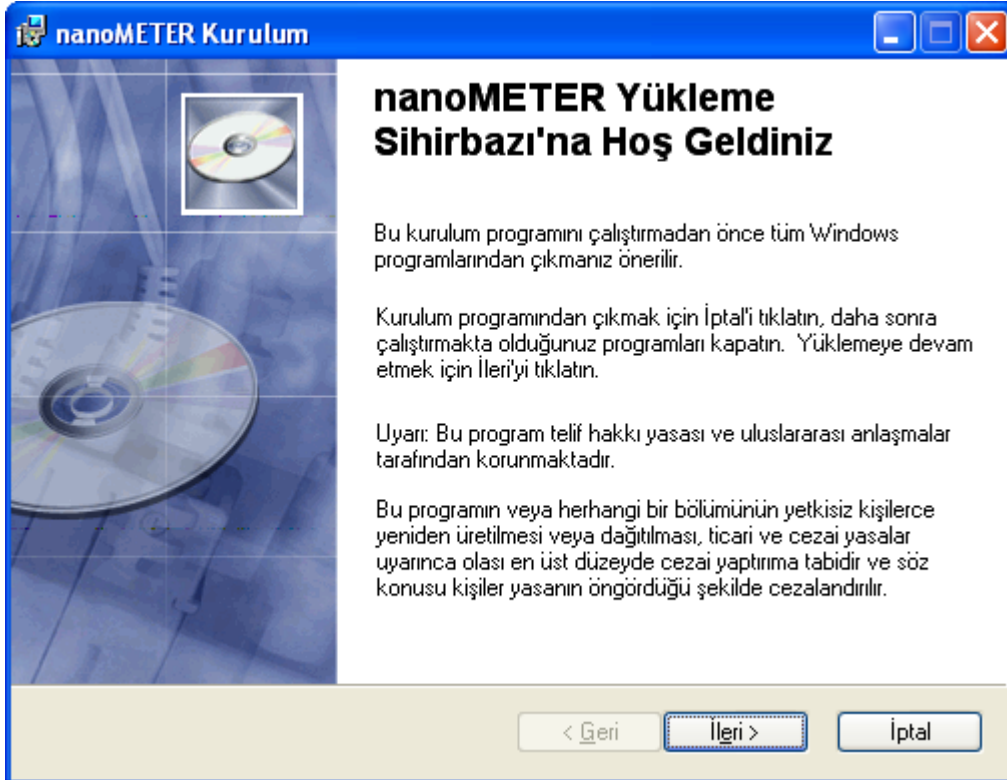 nanoMETER Kurulum
nanoMETER Yükleme
Sihirbazı'na Hoş Geldiniz
Bu kurulum programını çalıştırmadan önce tüm Windows
programlarından çıkmanız önerilir.
Kurulum programından çıkmak için İptal'i tıklatın, daha sonra
çalıştırmakta olduğunuz programları kapatın. Yüklemeye devam
etmek için İleri'yi tıklatın.
Uyarı: Bu program telif hakkı yasası ve uluslararası anlaşmalar
tarafından korunmaktadır.
Bu programın veya herhangi bir bölümünün yetkisiz kişilerce
yeniden üretilmesi veya dağıtılması, ticari ve cezai yasalar
uyarınca olası en üst düzeyde cezai yaptırıma tabidir ve söz
konusu kişiler yasanın öngördüğü şekilde cezalandırılır.
< Geri İleri > İptal